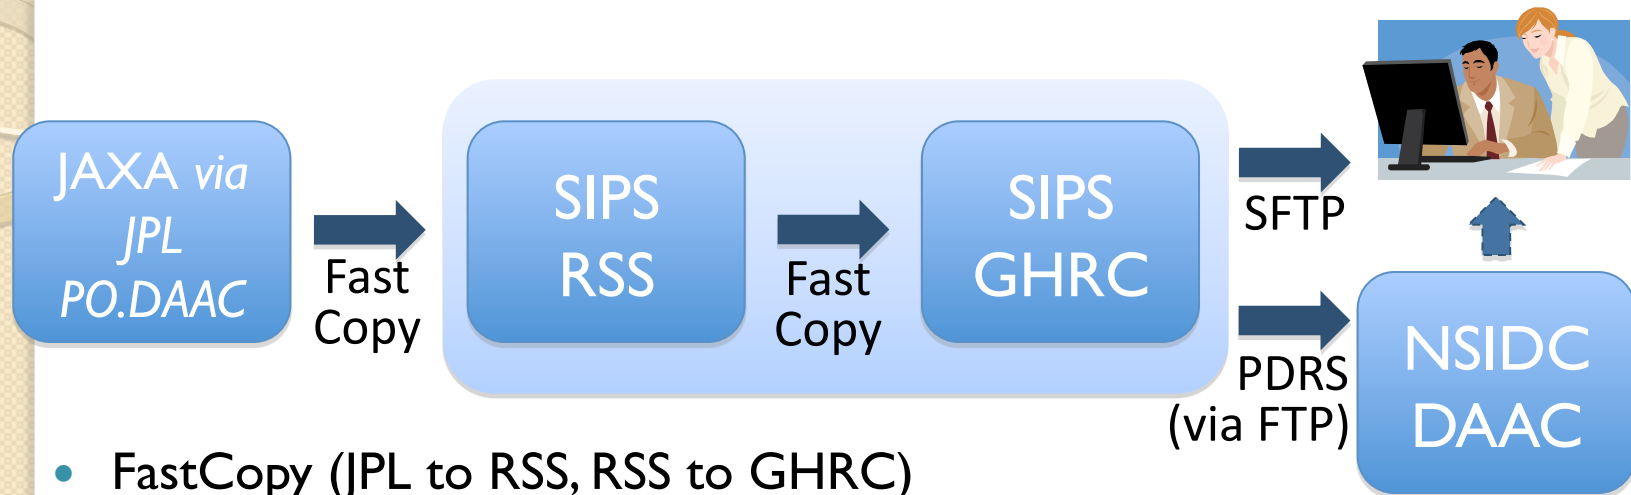 JAXA via
JPL
PO.DAAC
Fast
Copy
SIPS
RSS
Fast
Copy
SIPS
GHRC
SFTP
PDRS
(via FTP)
NSIDC
DAAC
• FastCopy (JPL to RSS, RSS to GHRC)